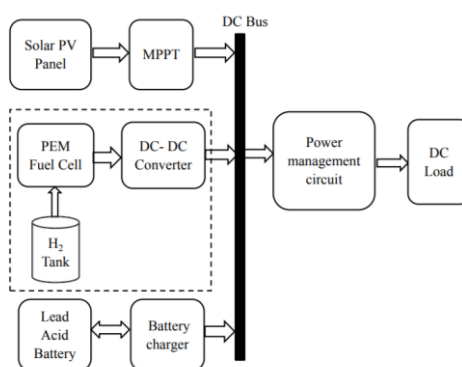 DC Bus
Solar PV
Panel
MPPT
PEM
Fuel Cell
DC- DC
Converter
H₂
Tank
Power
management
circuit
DC
Load
Lead
Acid
Battery
Battery
charger